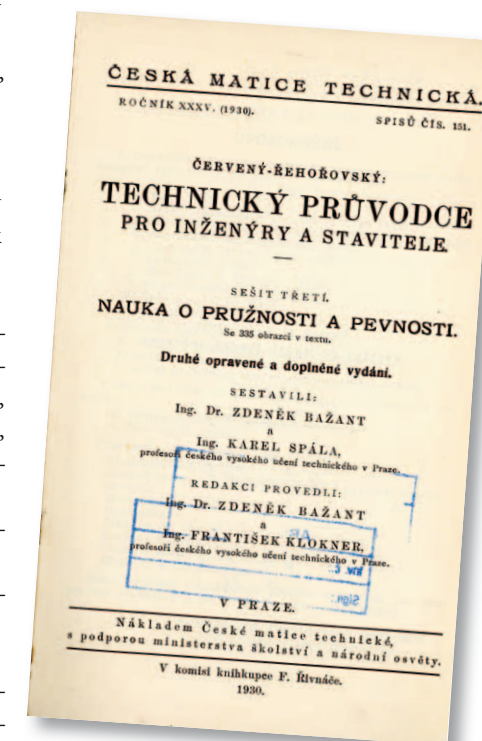 ČESKÁ MATICE TECHNICKÁ.
ROČNÍK XXXV. (1930).
SPISŮ ČÍS. 151.
ČERVENÝ-ŘEHOŘOVSKÝ:
TECHNICKÝ PRŮVODCE
PRO INŽENÝRY A STAVITELE.
SEŠIT TŘETÍ.
NAUKA O PRUŽNOSTI A PEVNOSTI.
Se 335 obrazci v textu.
Druhé opravené a doplněné vydání.
SESTAVILI:
Ing. Dr. ZDENĚK BAŽANT
a
Ing. KAREL SPÁLA,
profesoři českého vysokého učení technického v Praze.
REDAKCI PROVEDLI:
Ing. Dr. ZDENĚK BAŽANT
a
Ing. FRANTIŠEK KLOKNER,
profesoři českého vysokého učení technického v Praze.
Inv. č.
Sign.:
V PRAZE.
Nákladem České matice technické,
s podporou ministerstva školství a národní osvěty.
V komisi knihkupce F. Řivnáče.
1930.